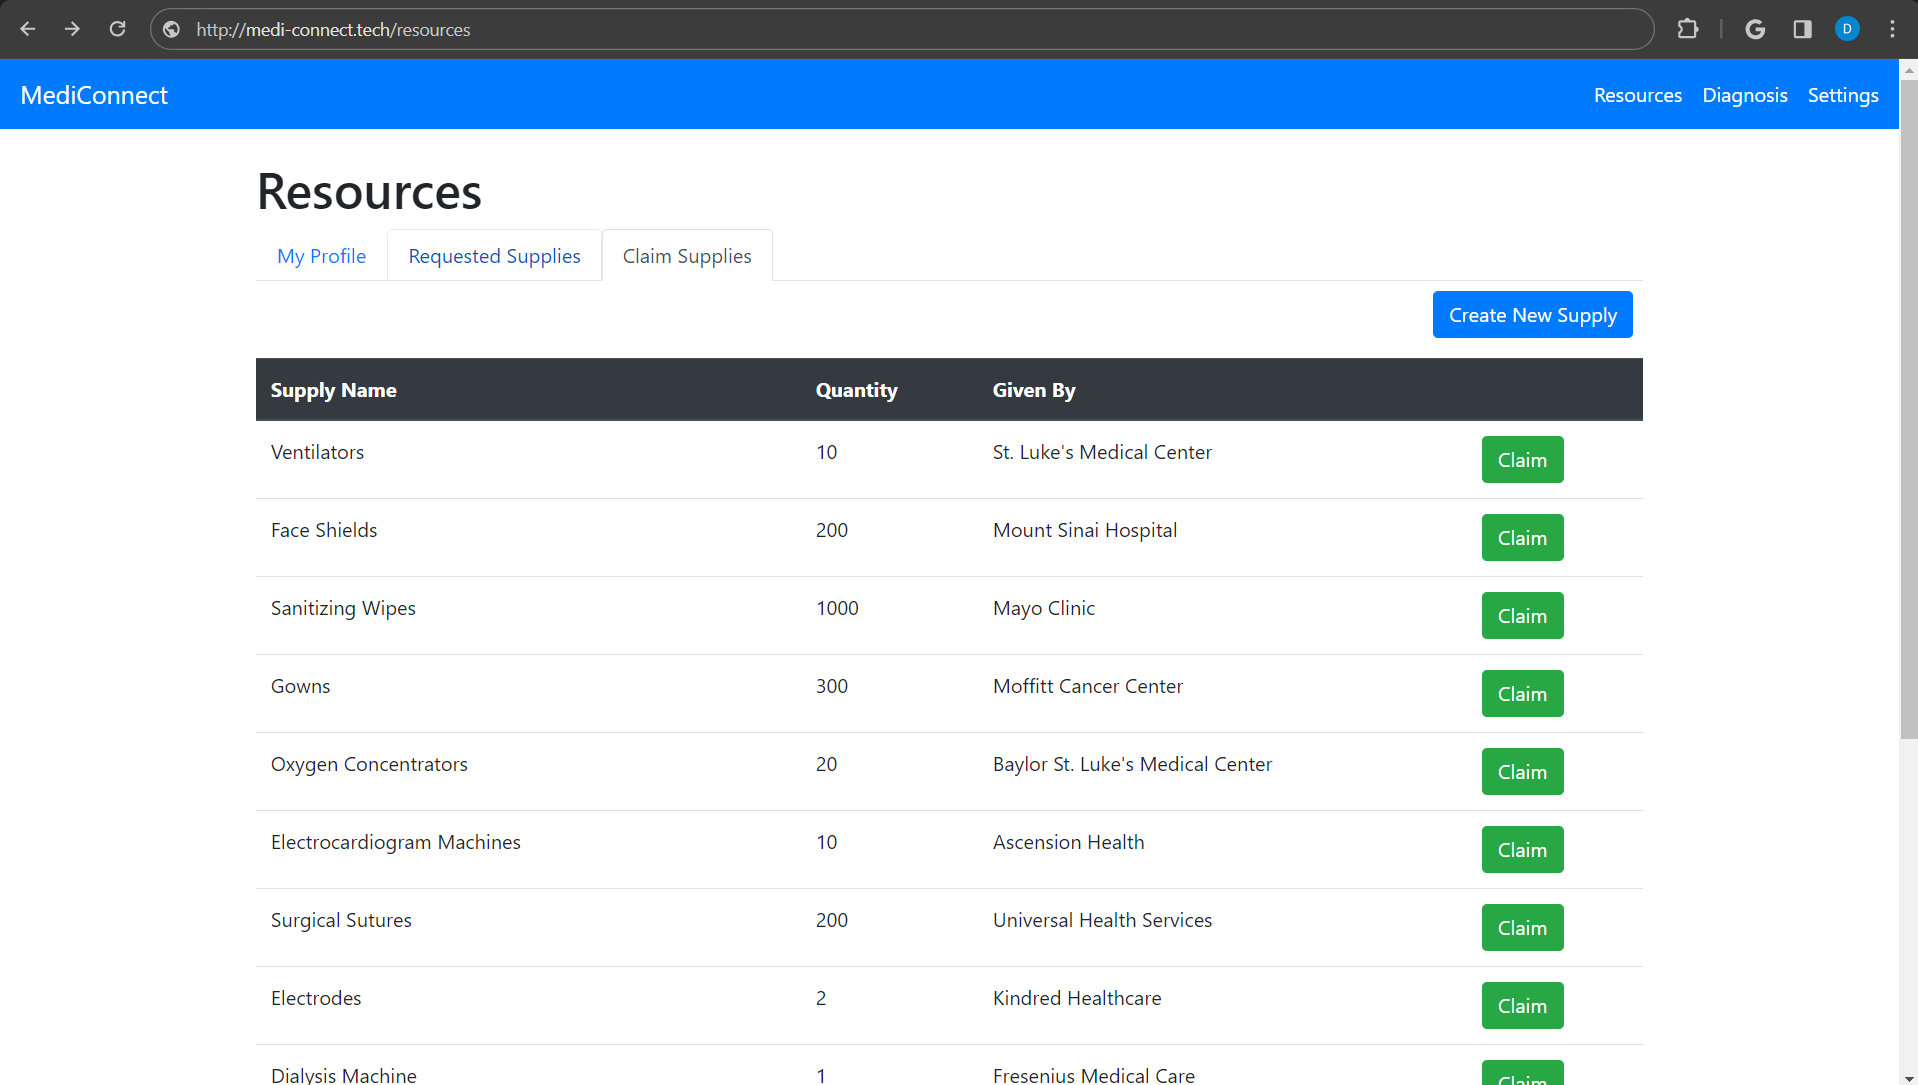 http://medi-connect.tech/resources
D
MediConnect
Resources Diagnosis Settings
Resources
My Profile Requested Supplies Claim Supplies
Create New Supply
Supply Name Quantity Given By
Ventilators 10 St. Luke's Medical Center Claim
Face Shields 200 Mount Sinai Hospital Claim
Sanitizing Wipes 1000 Mayo Clinic Claim
Gowns 300 Moffitt Cancer Center Claim
Oxygen Concentrators 20 Baylor St. Luke's Medical Center Claim
Electrocardiogram Machines 10 Ascension Health Claim
Surgical Sutures 200 Universal Health Services Claim
Electrodes 2 Kindred Healthcare Claim
Dialysis Machine 1 Fresenius Medical Care Claim